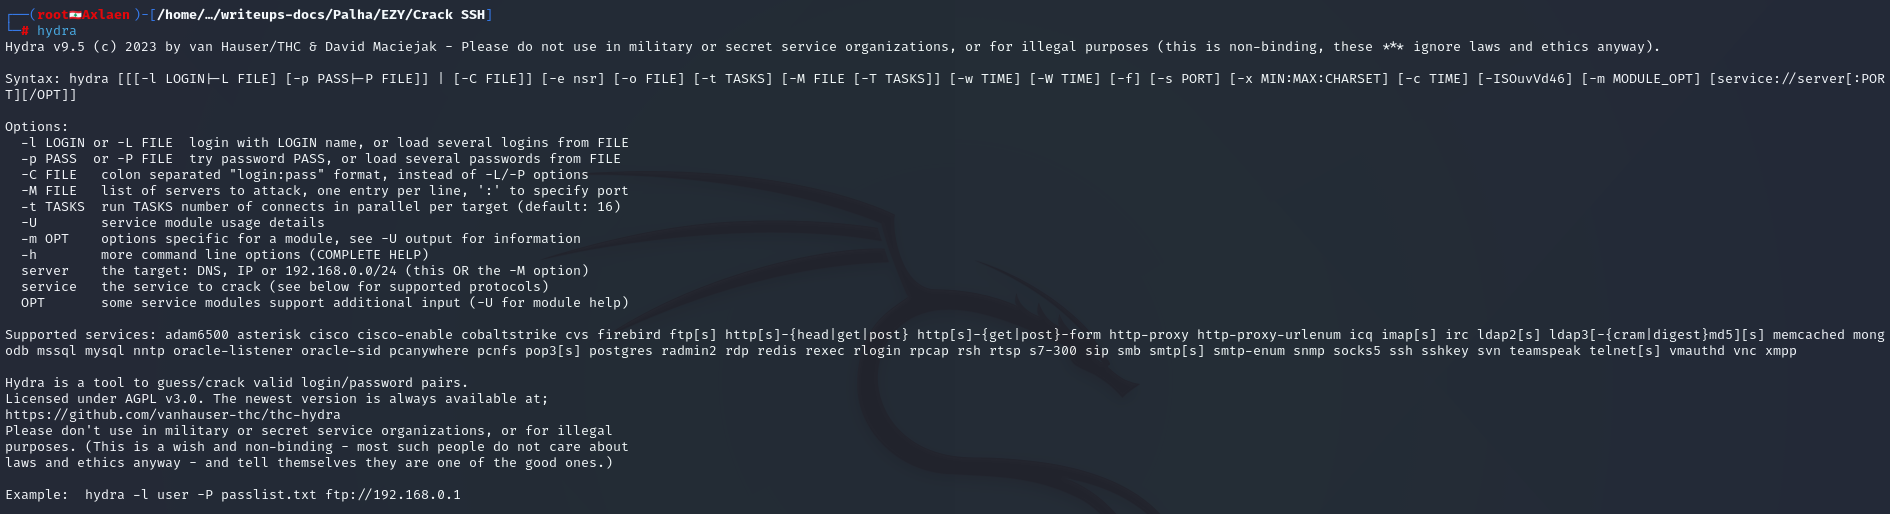 ┌──(root🇵🇫Axlaen )-[/home/…/writeups-docs/Palha/EZY/Crack SSH]
└─# hydra
Hydra v9.5 (c) 2023 by van Hauser/THC & David Maciejak - Please do not use in military or secret service organizations, or for illegal purposes (this is non-binding, these *** ignore laws and ethics anyway).
Syntax: hydra [[[-l LOGIN|-L FILE] [-p PASS|-P FILE]] | [-C FILE]] [-e nsr] [-o FILE] [-t TASKS] [-M FILE [-T TASKS]] [-w TIME] [-W TIME] [-f] [-s PORT] [-x MIN:MAX:CHARSET] [-c TIME] [-ISOuvVd46] [-m MODULE_OPT] [service://server[:POR
T][/OPT]]
Options:
  -l LOGIN or -L FILE  login with LOGIN name, or load several logins from FILE
  -p PASS  or -P FILE  try password PASS, or load several passwords from FILE
  -C FILE   colon separated "login:pass" format, instead of -L/-P options
  -M FILE   list of servers to attack, one entry per line, ':' to specify port
  -t TASKS  run TASKS number of connects in parallel per target (default: 16)
  -U        service module usage details
  -m OPT    options specific for a module, see -U output for information
  -h        more command line options (COMPLETE HELP)
  server    the target: DNS, IP or 192.168.0.0/24 (this OR the -M option)
  service   the service to crack (see below for supported protocols)
  OPT       some service modules support additional input (-U for module help)
Supported services: adam6500 asterisk cisco cisco-enable cobaltstrike cvs firebird ftp[s] http[s]-{head|get|post} http[s]-{get|post}-form http-proxy http-proxy-urlenum icq imap[s] irc ldap2[s] ldap3[-{cram|digest}md5][s] memcached mong
odb mssql mysql nntp oracle-listener oracle-sid pcanywhere pcnfs pop3[s] postgres radmin2 rdp redis rexec rlogin rpcap rsh rtsp s7-300 sip smb smtp[s] smtp-enum snmp socks5 ssh sshkey svn teamspeak telnet[s] vmauthd vnc xmpp
Hydra is a tool to guess/crack valid login/password pairs.
Licensed under AGPL v3.0. The newest version is always available at;
https://github.com/vanhauser-thc/thc-hydra
Please don't use in military or secret service organizations, or for illegal
purposes. (This is a wish and non-binding - most such people do not care about
laws and ethics anyway - and tell themselves they are one of the good ones.)
Example:  hydra -l user -P passlist.txt ftp://192.168.0.1